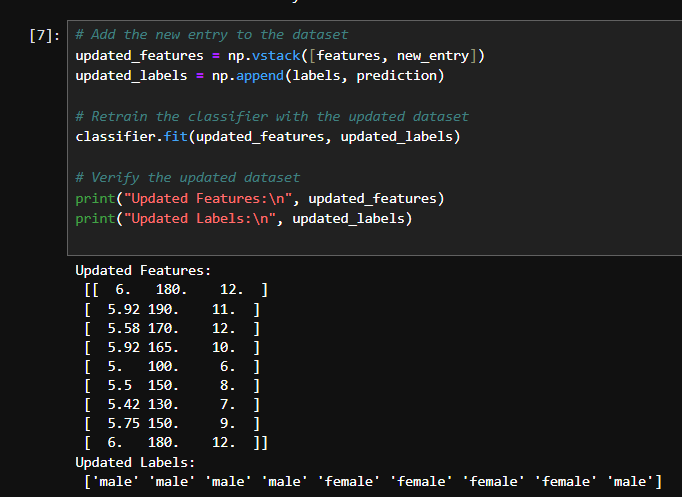 [7]:
# Add the new entry to the dataset
updated_features = np.vstack([features, new_entry])
updated_labels = np.append(labels, prediction)
# Retrain the classifier with the updated dataset
classifier.fit(updated_features, updated_labels)
# Verify the updated dataset
print("Updated Features:\n", updated_features)
print("Updated Labels:\n", updated_labels)
Updated Features:
[[  6.   180.    12.  ]
[  5.92 190.    11.  ]
[  5.58 170.    12.  ]
[  5.92 165.    10.  ]
[  5.   100.     6.  ]
[  5.5  150.     8.  ]
[  5.42 130.     7.  ]
[  5.75 150.     9.  ]
[  6.   180.    12.  ]]
Updated Labels:
['male' 'male' 'male' 'male' 'female' 'female' 'female' 'female' 'male']